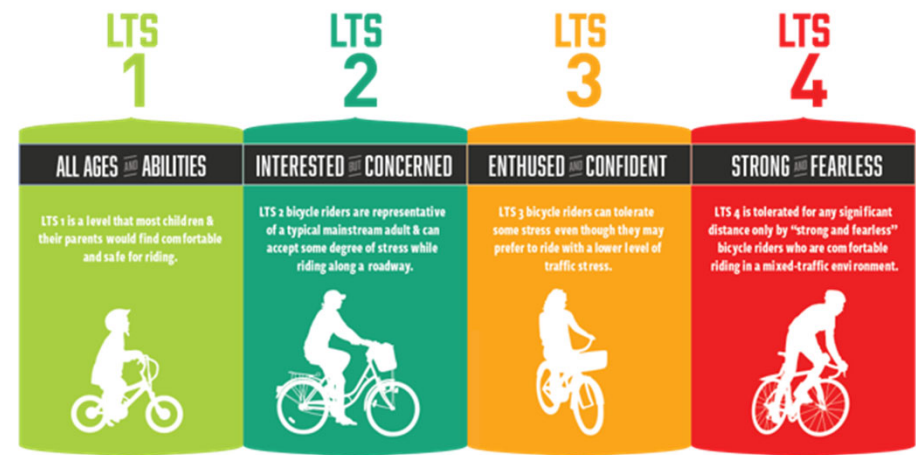 LTS
1
ALL AGES AND ABILITIES
LTS 1 is a level that most children &
their parents would find comfortable
and safe for riding.
LTS
2
INTERESTED BUT CONCERNED
LTS 2 bicycle riders are representative
of a typical mainstream adult & can
accept some degree of stress while
riding along a roadway.
LTS
3
ENTHUSED AND CONFIDENT
LTS 3 bicycle riders can tolerate
some stress even though they may
prefer to ride with a lower level of
traffic stress.
LTS
4
STRONG AND FEARLESS
LTS 4 is tolerated for any significant
distance only by “strong and fearless”
bicycle riders who are comfortable
riding in a mixed-traffic environment.